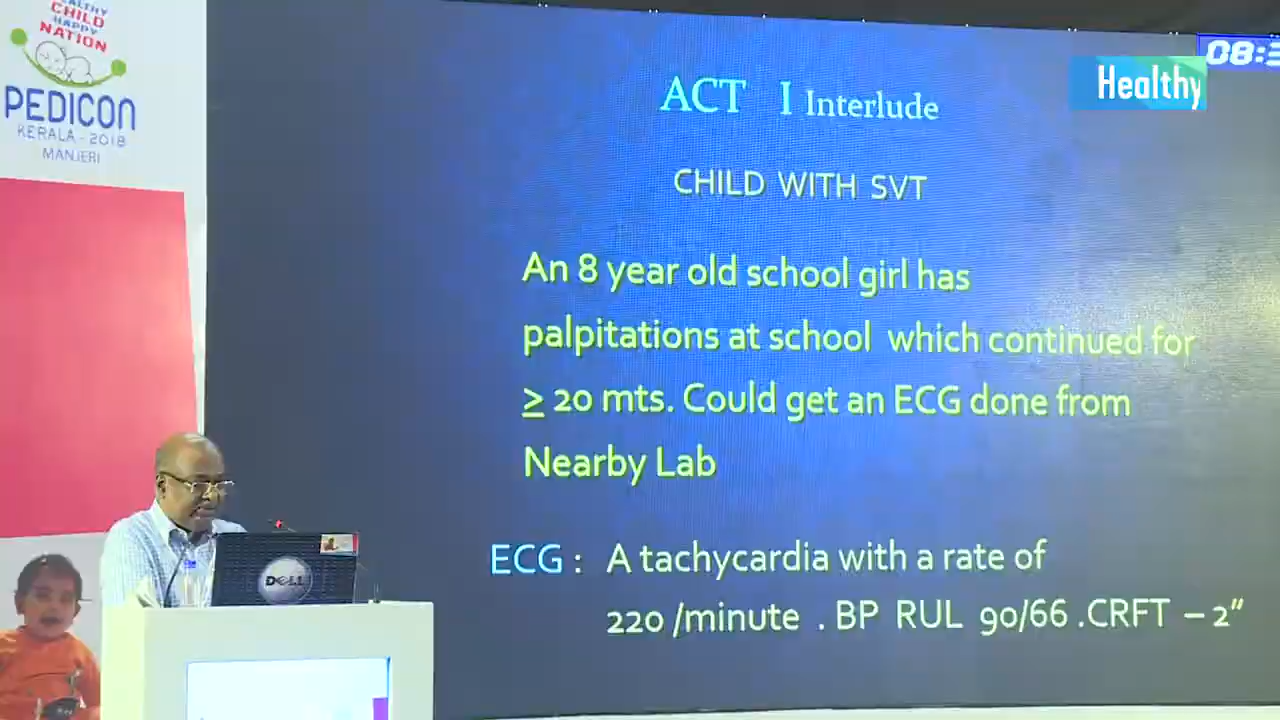 HEALTHY
CHILD
HAPPY
NATION
PEDICON
KERALA - 2018
MANJERI
08:3
Healthy
ACT I Interlude
CHILD WITH SVT
An 8 year old school girl has
palpitations at school which continued for
≥ 20 mts. Could get an ECG done from
Nearby Lab
ECG : A tachycardia with a rate of
220 /minute . BP RUL 90/66 .CRFT – 2“
DELL